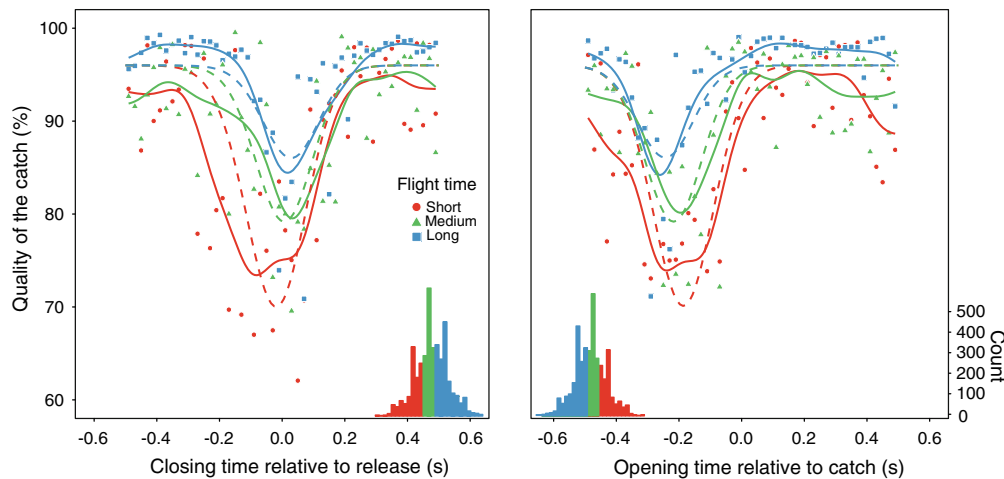 Quality of the catch (%)
100
90
80
70
60
Flight time
Short
Medium
Long
-0.6 -0.4 -0.2 0.0 0.2 0.4 0.6
Closing time relative to release (s)
-0.6 -0.4 -0.2 0.0 0.2 0.4 0.6
Opening time relative to catch (s)
500
400
300
200
100
0
Count